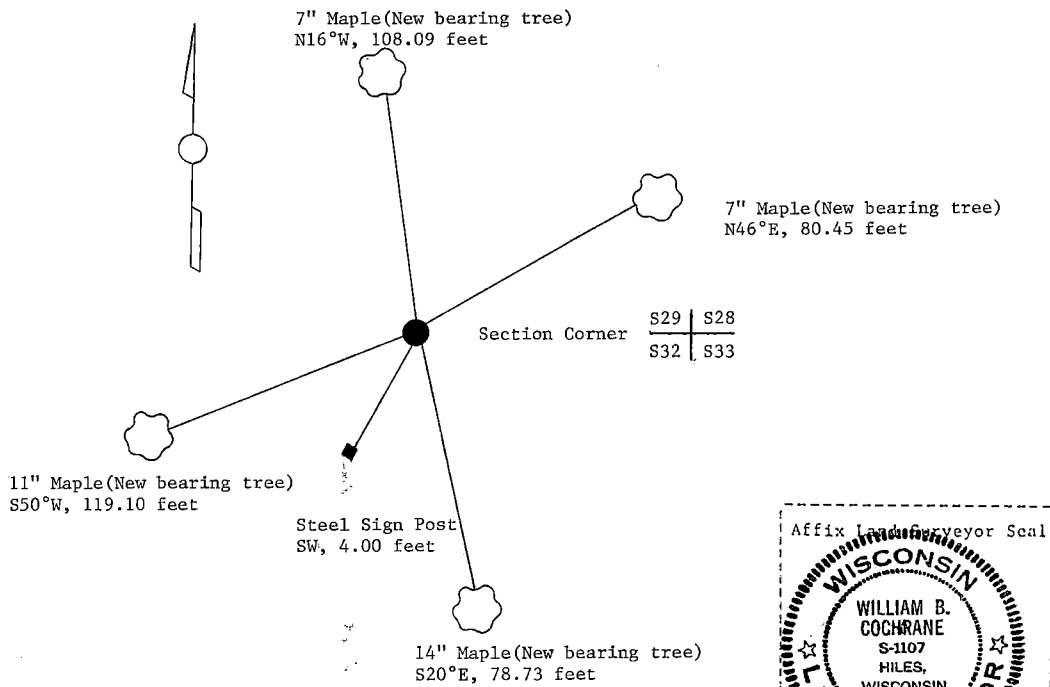 7" Maple(New bearing tree)
N16°W, 108.09 feet
7" Maple(New bearing tree)
N46°E, 80.45 feet
Section Corner
S29 S28
S32 S33
11" Maple(New bearing tree)
S50°W, 119.10 feet
Steel Sign Post
SW, 4.00 feet
14" Maple(New bearing tree)
S20°E, 78.73 feet
Affix Land Surveyor Seal
WISCONSIN
WILLIAM B.
COCHRANE
S-1107
HILES,
WISCONSIN